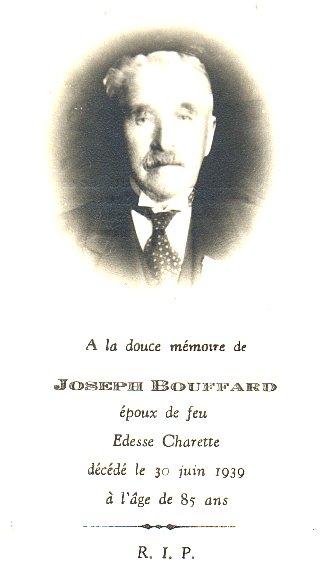 A la douce mémoire de
JOSEPH BOUFFARD
époux de feu
Edesse Charette
décédé le 30 juin 1939
à l'âge de 85 ans
R. I. P.